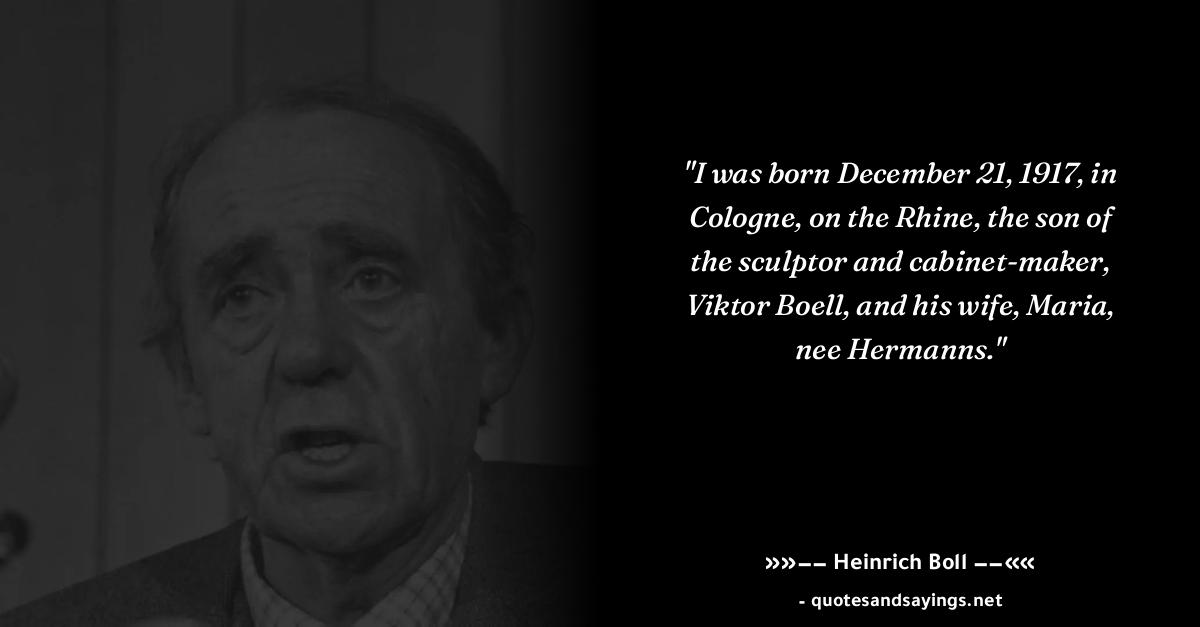 "I was born December 21, 1917, in
Cologne, on the Rhine, the son of
the sculptor and cabinet-maker,
Viktor Boell, and his wife, Maria,
nee Hermanns."
»»–– Heinrich Boll ––««
- quotesandsayings.net